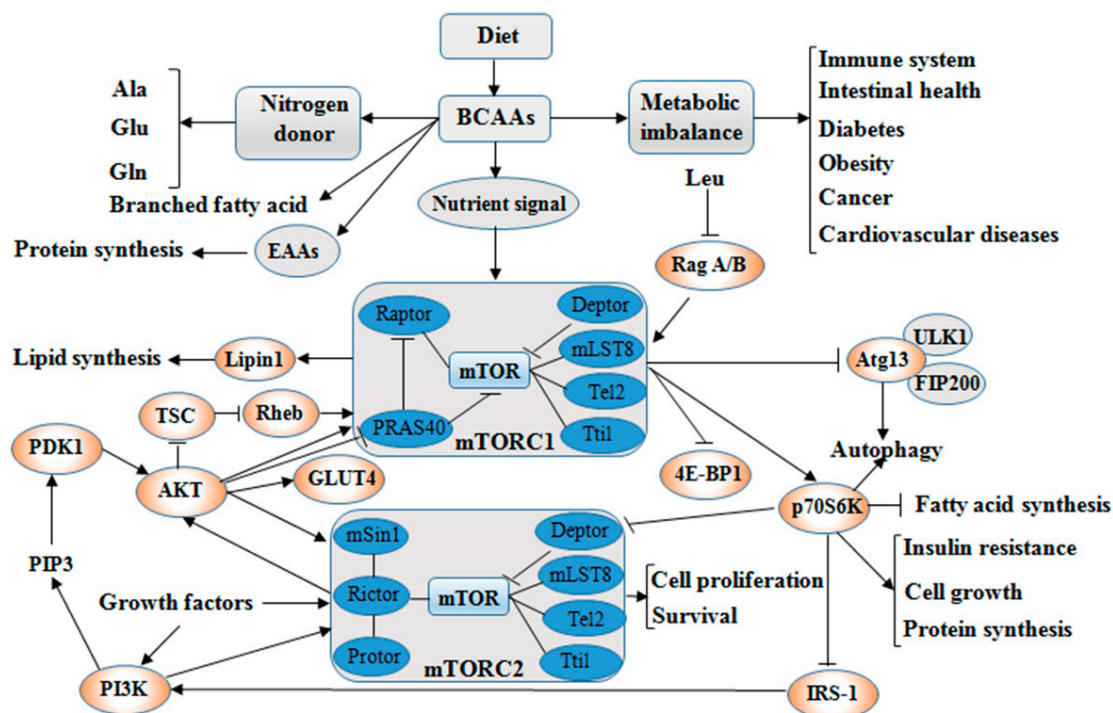 Diet
Ala
Glu
Gln
Nitrogen
donor
BCAAs
Metabolic
imbalance
Immune system
Intestinal health
Diabetes
Obesity
Cancer
Cardiovascular diseases
Branched fatty acid
Nutrient signal
Leu
Protein synthesis
EAAs
Rag A/B
Raptor
Deptor
mLST8
mTOR
Tel2
PRAS40
Tti1
mTORC1
Lipid synthesis
Lipin1
TSC
Rheb
PDK1
AKT
GLUT4
ULK1
Atg13
FIP200
Autophagy
4E-BP1
p70S6K
Fatty acid synthesis
Insulin resistance
Cell growth
Protein synthesis
mSin1
Deptor
mLST8
Rictor
mTOR
Tel2
Protor
Tti1
mTORC2
Cell proliferation
Survival
PIP3
Growth factors
PI3K
IRS-1